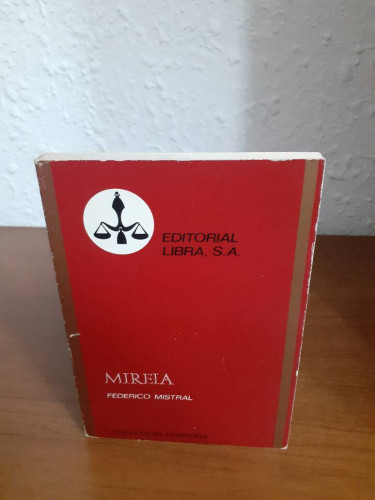 EDITORIAL
LIBRA, S.A.
MIREIA
FEDERICO MISTRAL